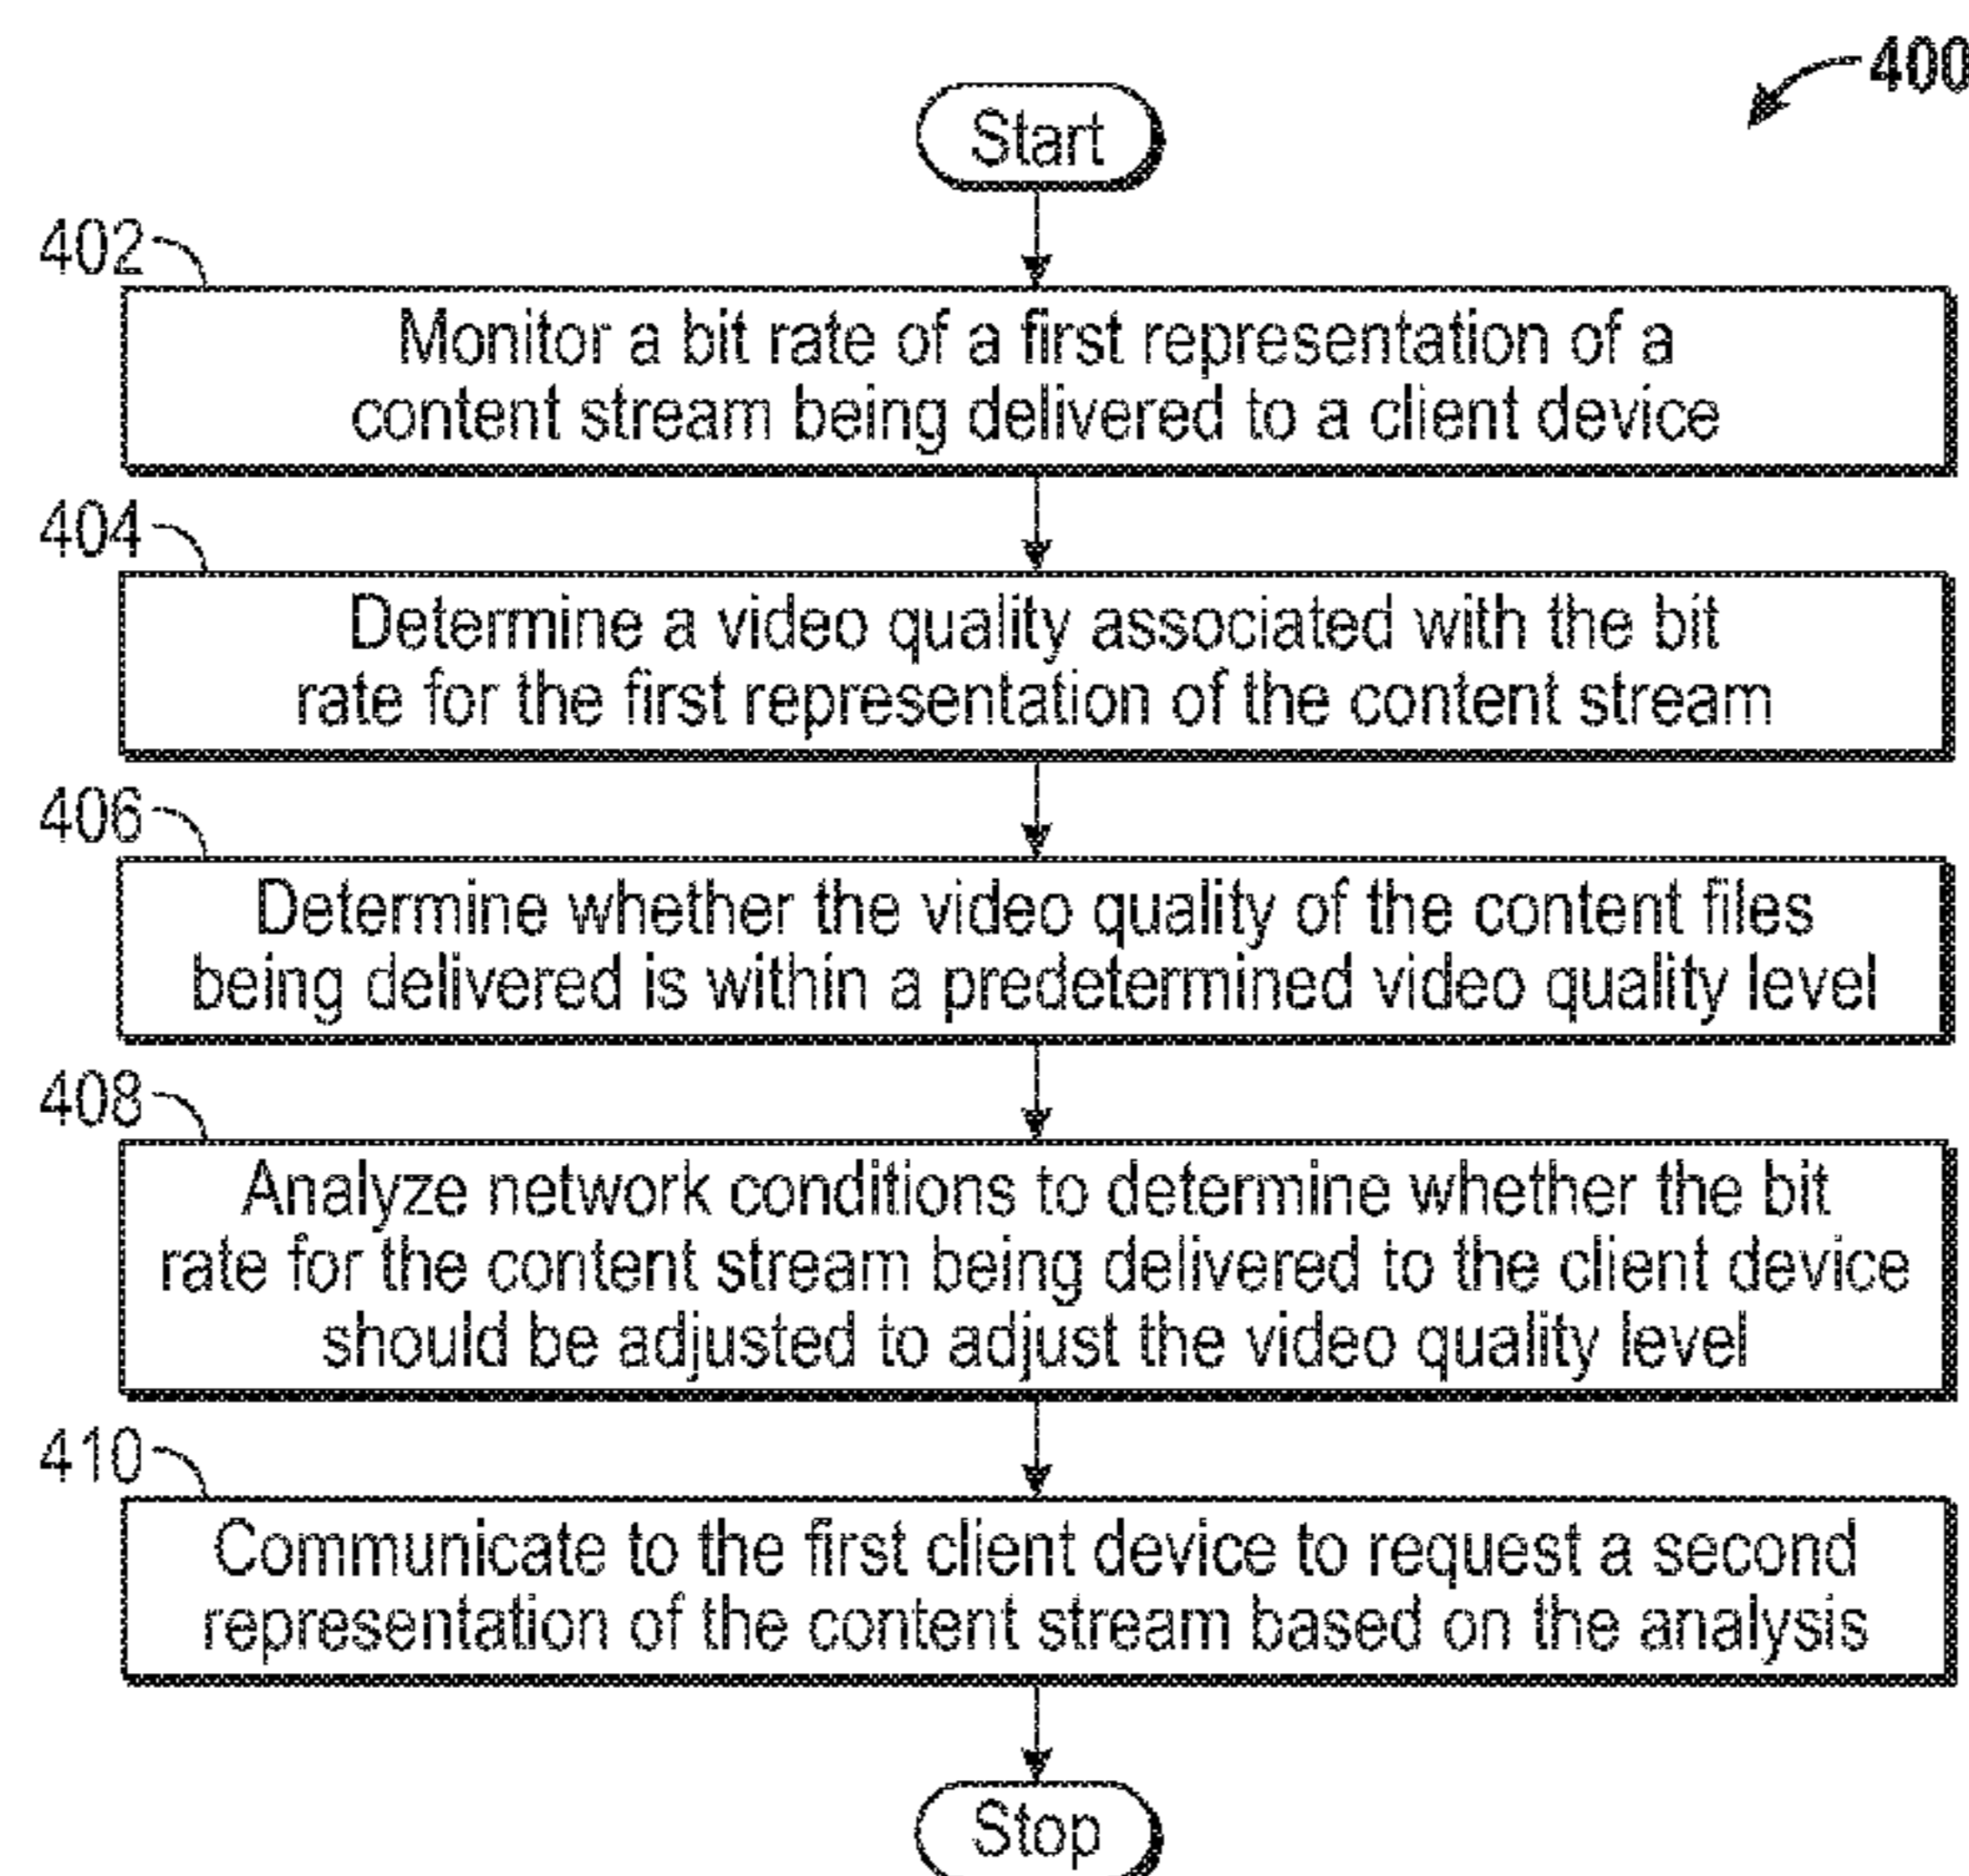 400
Start
402
Monitor a bit rate of a first representation of a
content stream being delivered to a client device
404
Determine a video quality associated with the bit
rate for the first representation of the content stream
406
Determine whether the video quality of the content files
being delivered is within a predetermined video quality level
408
Analyze network conditions to determine whether the bit
rate for the content stream being delivered to the client device
should be adjusted to adjust the video quality level
410
Communicate to the first client device to request a second
representation of the content stream based on the analysis
Stop